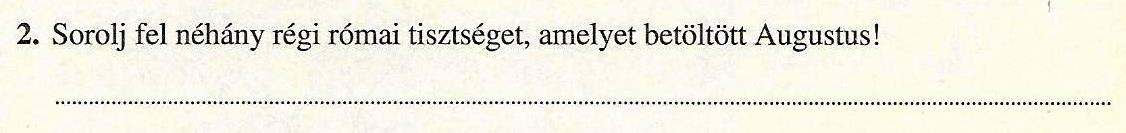 2. Sorolj fel néhány régi római tisztséget, amelyet betöltött Augustus!